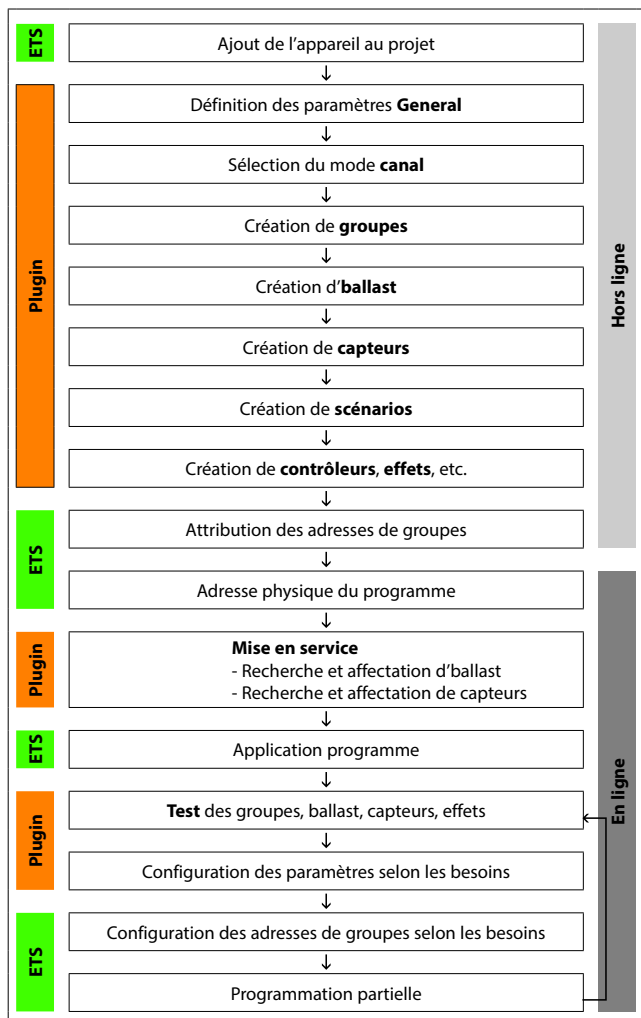 ETS
Ajout de l'appareil au projet
Plugin
Définition des paramètres General
Sélection du mode canal
Création de groupes
Création d'ballast
Création de capteurs
Création de scénarios
Création de contrôleurs, effets, etc.
Hors ligne
ETS
Attribution des adresses de groupes
Adresse physique du programme
Plugin
Mise en service
- Recherche et affectation d'ballast
- Recherche et affectation de capteurs
ETS
Application programme
En ligne
Plugin
Test des groupes, ballast, capteurs, effets
Configuration des paramètres selon les besoins
ETS
Configuration des adresses de groupes selon les besoins
Programmation partielle